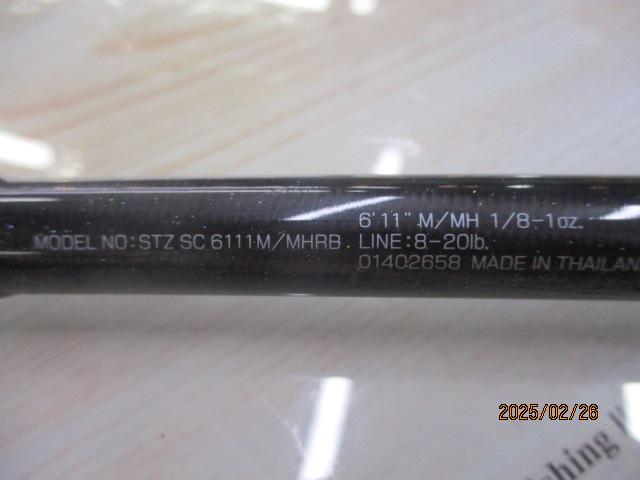 6'11" M/MH 1/8-1oz.
MODEL NO:STZ SC 6111M/MHRB LINE:8-20lb.
01402658 MADE IN THAILAN
2025/02/26